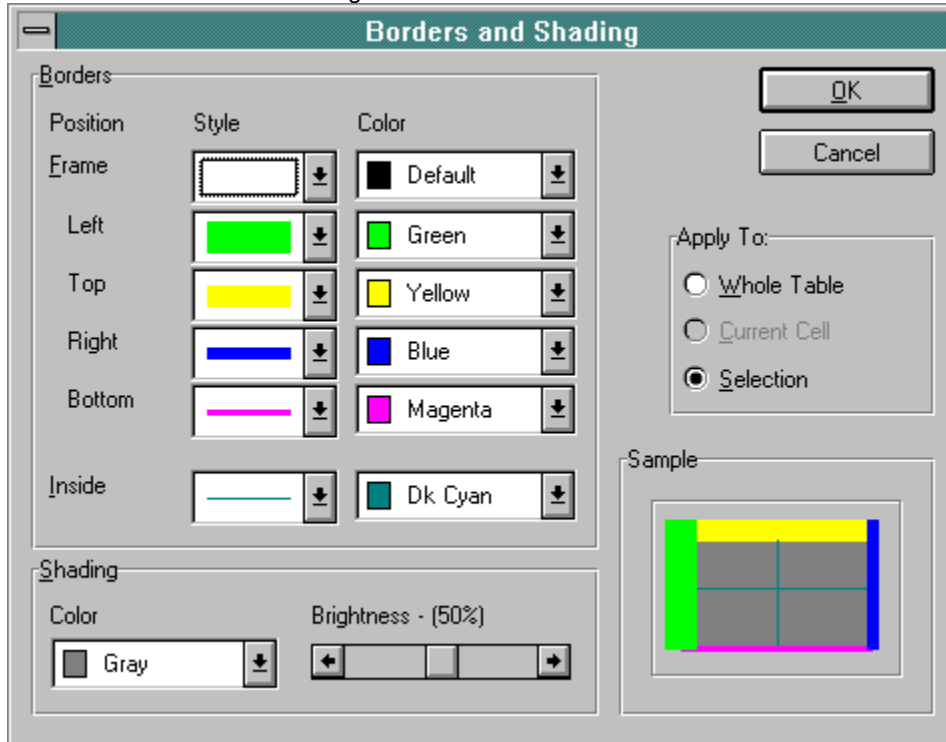 Borders and Shading
Borders
Position Style Color
Frame Default
Left Green
Top Yellow
Right Blue
Bottom Magenta
Inside Dk Cyan
OK
Cancel
Apply To:
Whole Table
Current Cell
Selection
Shading
Color Brightness - (50%)
Gray
Sample